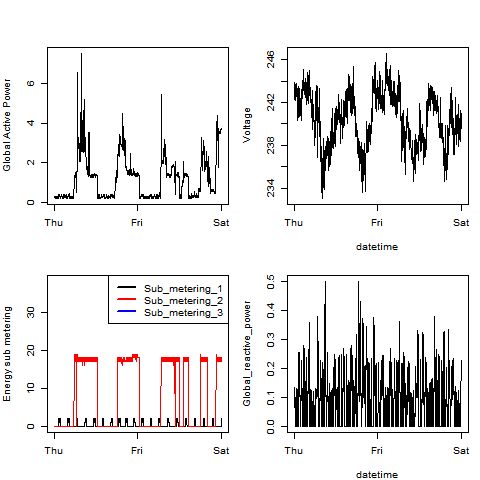 Global Active Power
0 2 4 6
Thu Fri Sat
Voltage
234 238 242 246
Thu Fri Sat
datetime
Energy sub metering
0 10 20 30
Sub_metering_1
Sub_metering_2
Sub_metering_3
Thu Fri Sat
Global_reactive_power
0.0 0.1 0.2 0.3 0.4 0.5
Thu Fri Sat
datetime